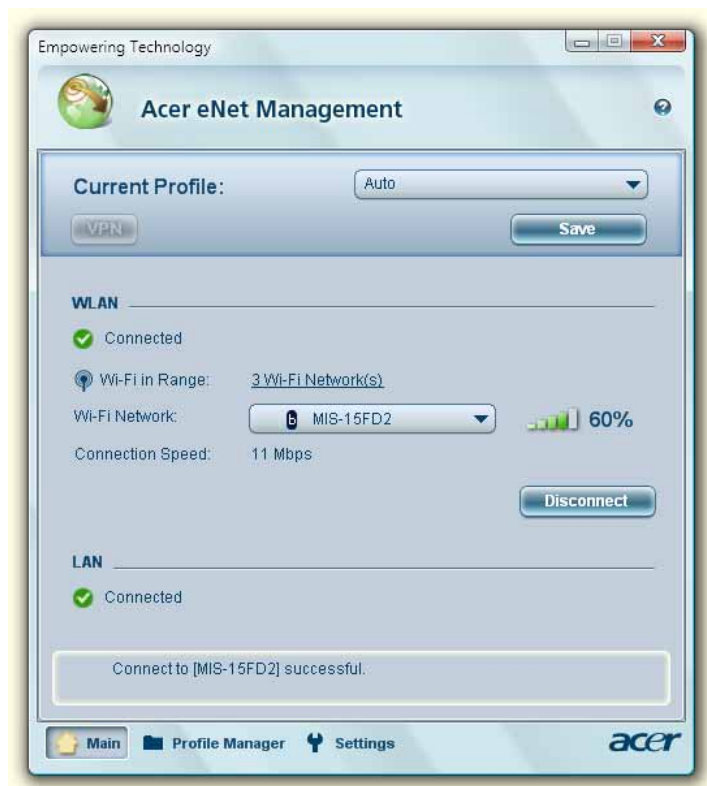 Empowering Technology
Acer eNet Management
Current Profile: Auto
VPN Save
WLAN
Connected
Wi-Fi in Range: 3 Wi-Fi Network(s)
Wi-Fi Network: b MIS-15FD2 60%
Connection Speed: 11 Mbps
Disconnect
LAN
Connected
Connect to [MIS-15FD2] successful.
Main Profile Manager Settings acer